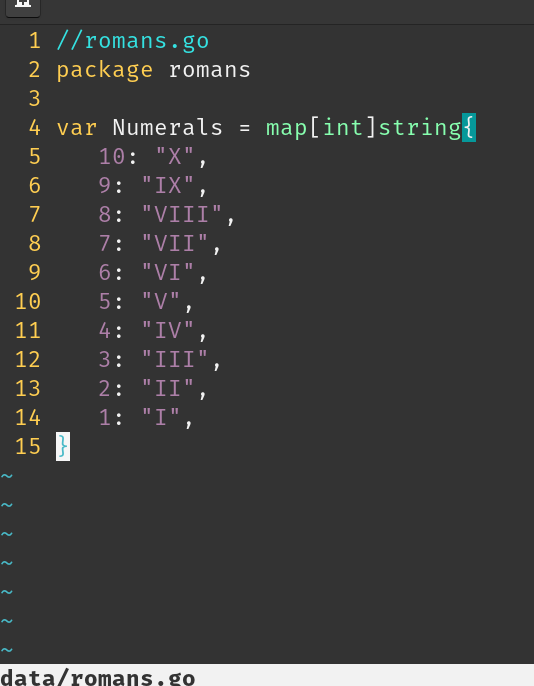 1 //romans.go
2 package romans
3
4 var Numerals = map[int]string{
5    10: "X",
6    9: "IX",
7    8: "VIII",
8    7: "VII",
9    6: "VI",
10    5: "V",
11    4: "IV",
12    3: "III",
13    2: "II",
14    1: "I",
15 }
~
~
~
~
~
~
~
data/romans.go